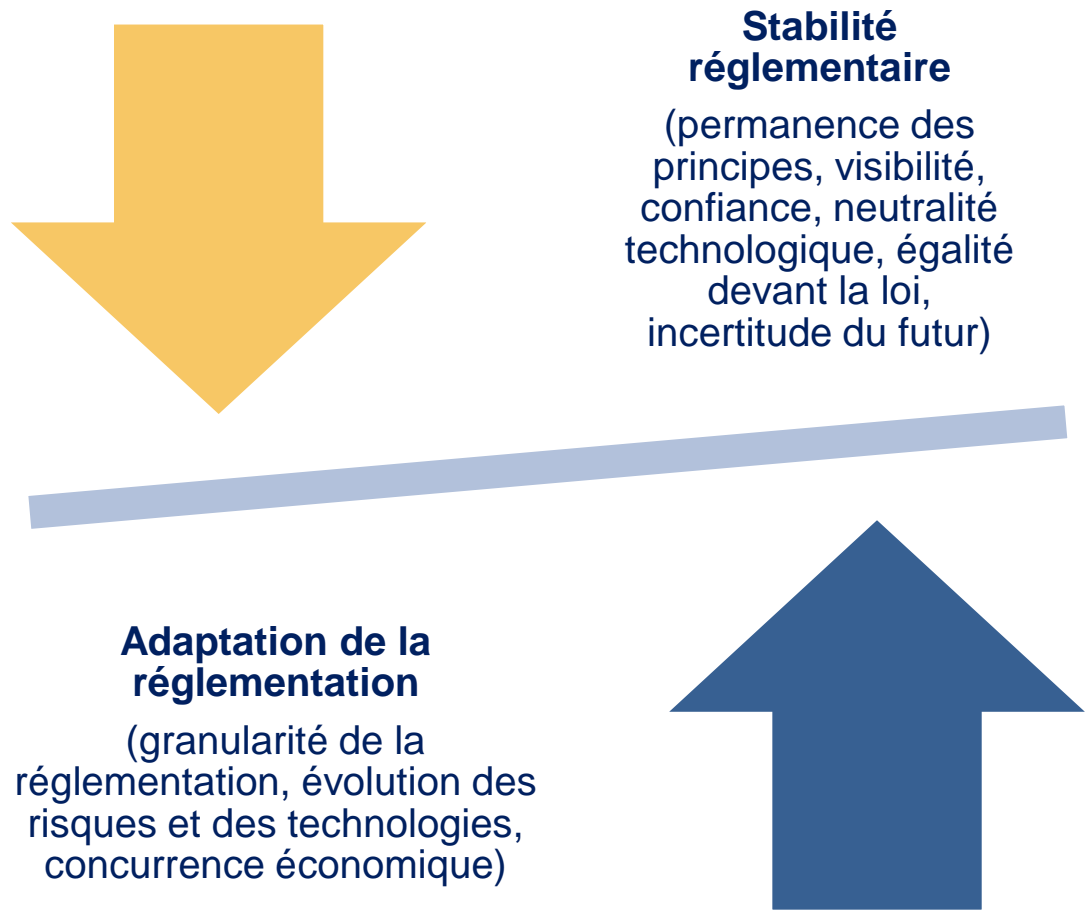 Stabilité
réglementaire
(permanence des
principes, visibilité,
confiance, neutralité
technologique, égalité
devant la loi,
incertitude du futur)
Adaptation de la
réglementation
(granularité de la
réglementation, évolution des
risques et des technologies,
concurrence économique)